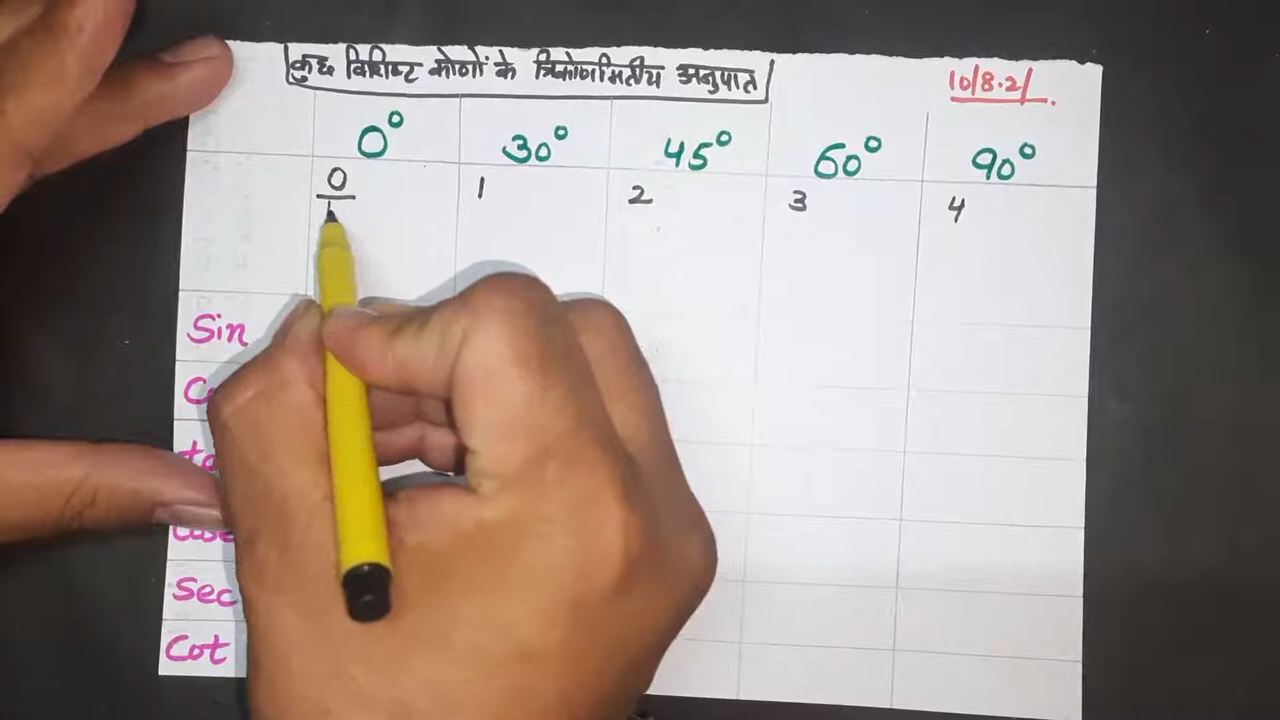 कुछ विशिष्ट कोणों के त्रिकोणमितीय अनुपात
10/8.21
0° 30° 45° 60° 90°
0 1 2 3 4
Sin
Sec
Cot